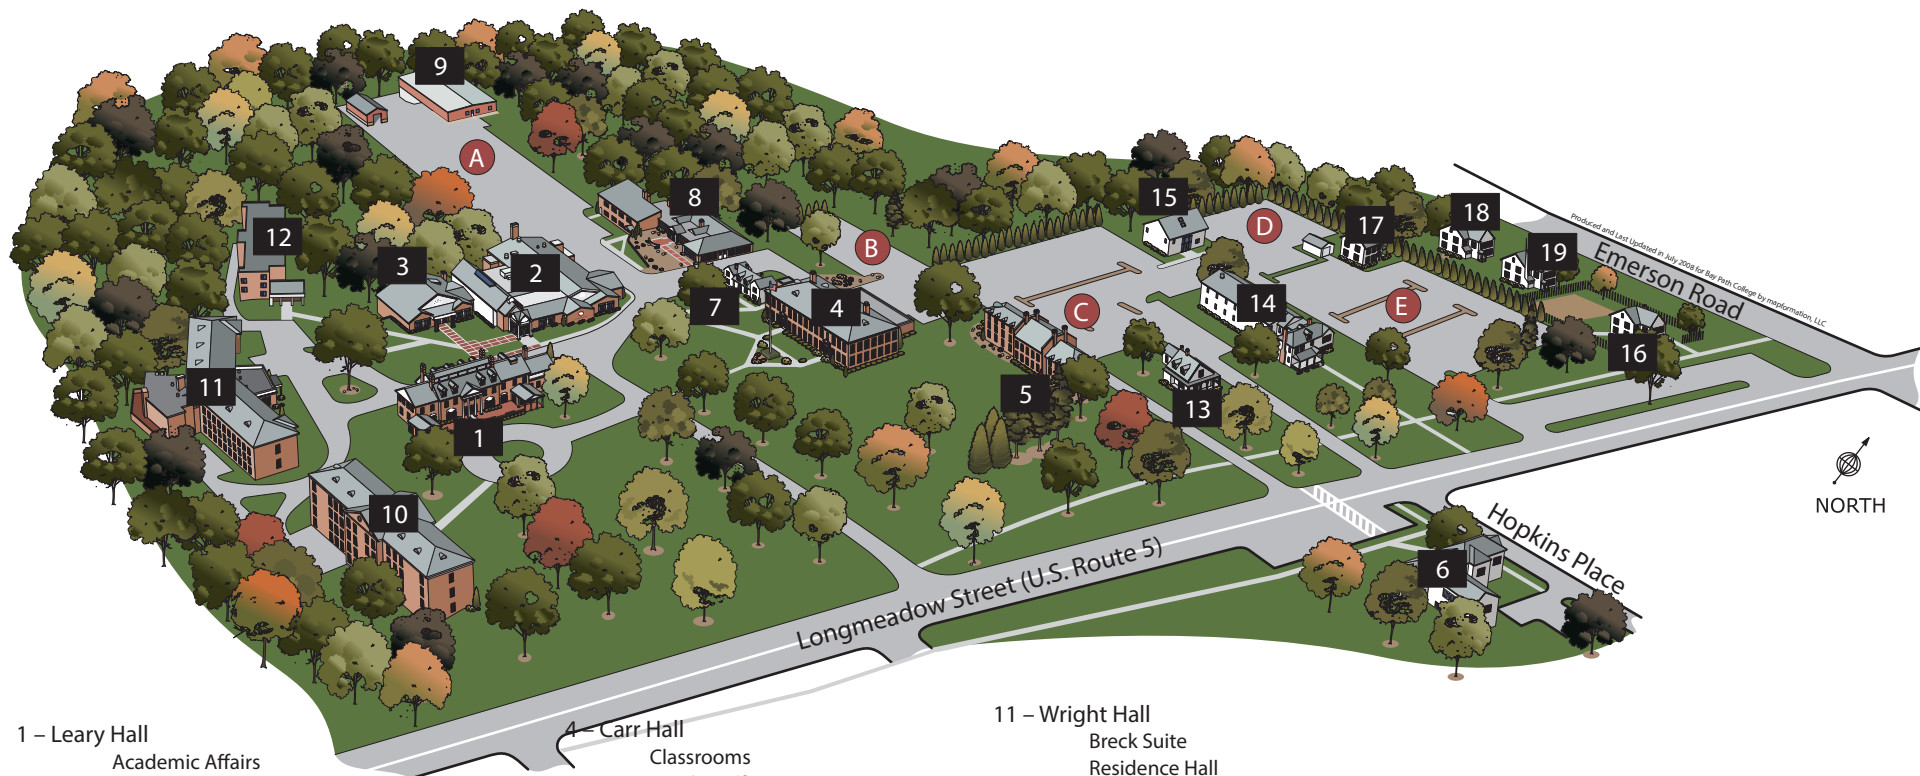 9
A
12
3
2
8
B
7
4
15
D
17
18
19
Produced and Last Updated in July 2008 for Bay Path College by mapformation, LLC
Emerson Road
C
14
E
16
11
1
5
13
10
NORTH
Hopkins Place
6
Longmeadow Street (U.S. Route 5)
1 – Leary Hall
Academic Affairs
4 – Carr Hall
Classrooms
11 – Wright Hall
Breck Suite
Residence Hall